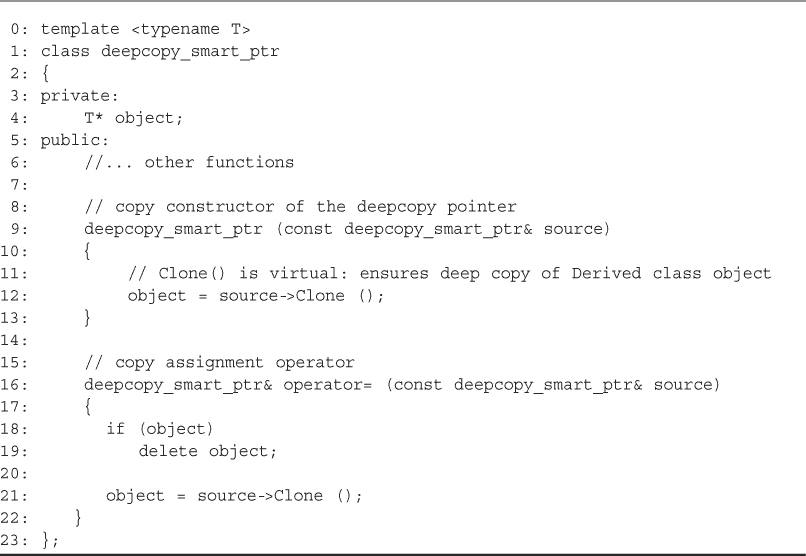 0: template <typename T>
1: class deepcopy_smart_ptr
2: {
3: private:
4:     T* object;
5: public:
6:     //... other functions
7:
8:     // copy constructor of the deepcopy pointer
9:     deepcopy_smart_ptr (const deepcopy_smart_ptr& source)
10:     {
11:         // Clone() is virtual: ensures deep copy of Derived class object
12:         object = source->Clone ();
13:     }
14:
15:     // copy assignment operator
16:     deepcopy_smart_ptr& operator= (const deepcopy_smart_ptr& source)
17:     {
18:       if (object)
19:          delete object;
20:
21:       object = source->Clone ();
22:    }
23: };